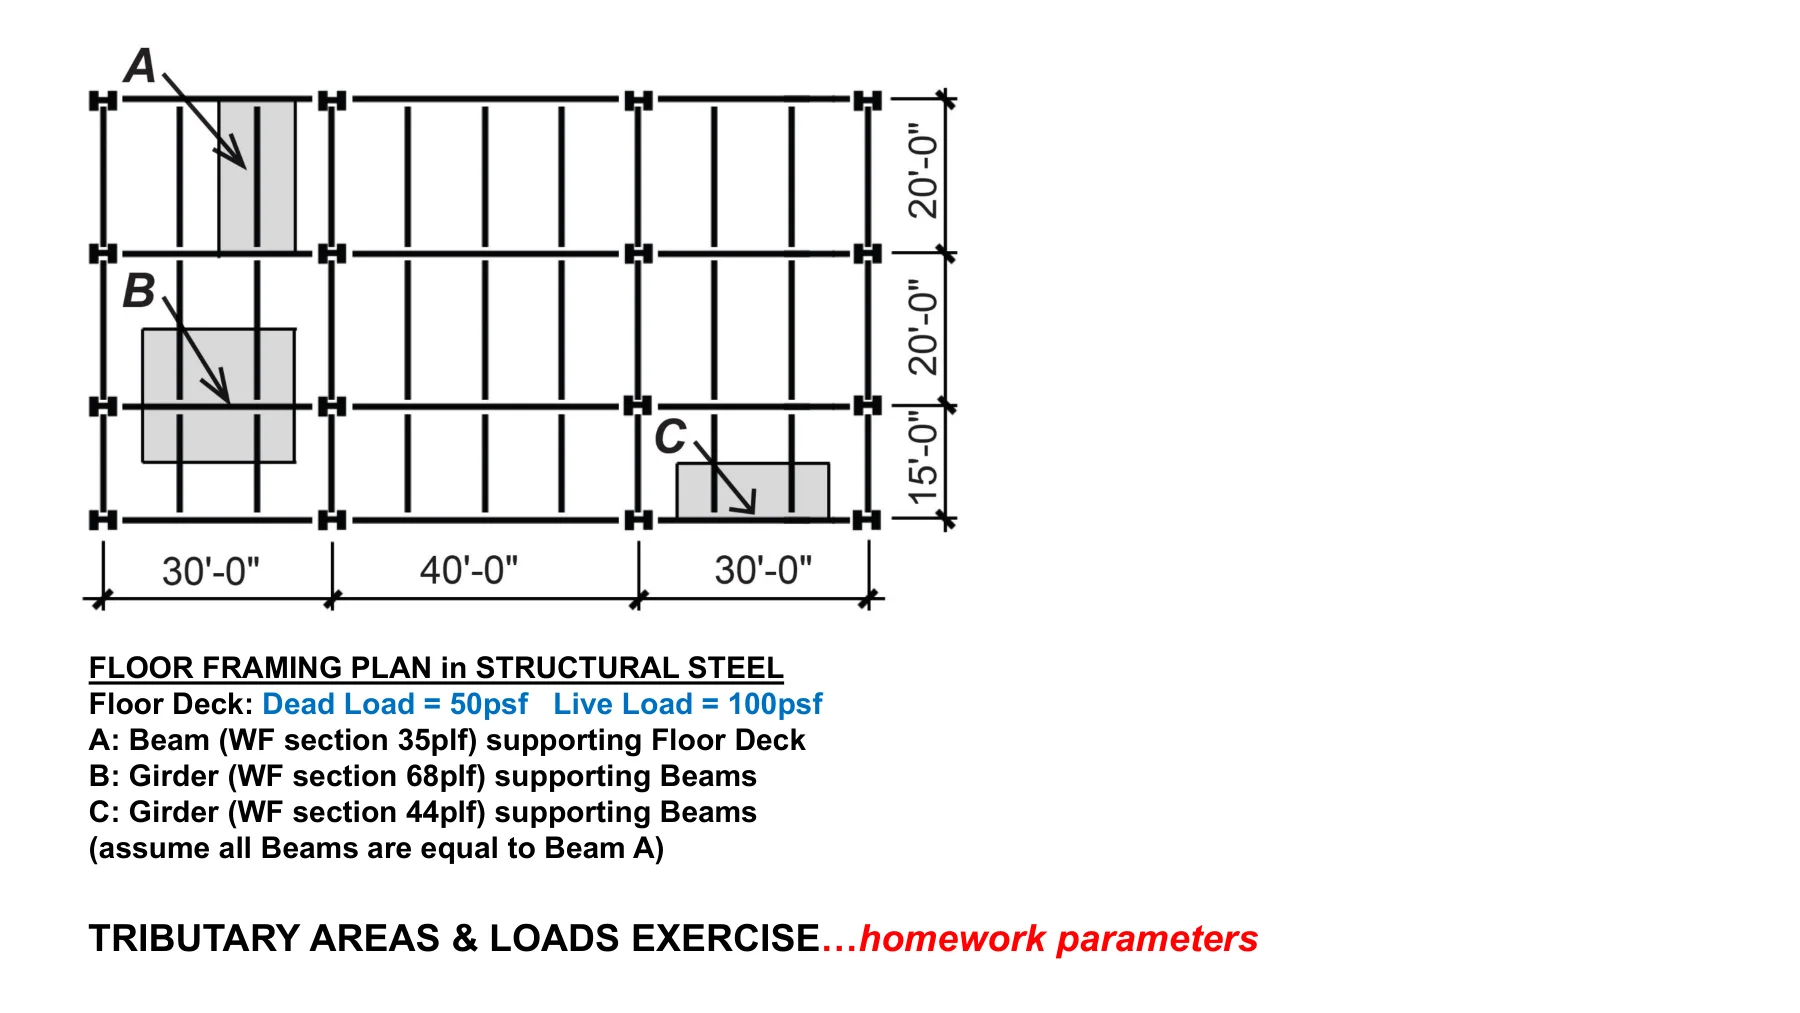 A
B
C
20'-0"
20'-0"
15'-0"
30'-0"
40'-0"
30'-0"
FLOOR FRAMING PLAN in STRUCTURAL STEEL
Floor Deck: Dead Load = 50psf Live Load = 100psf
A: Beam (WF section 35plf) supporting Floor Deck
B: Girder (WF section 68plf) supporting Beams
C: Girder (WF section 44plf) supporting Beams
(assume all Beams are equal to Beam A)
TRIBUTARY AREAS & LOADS EXERCISE…homework parameters